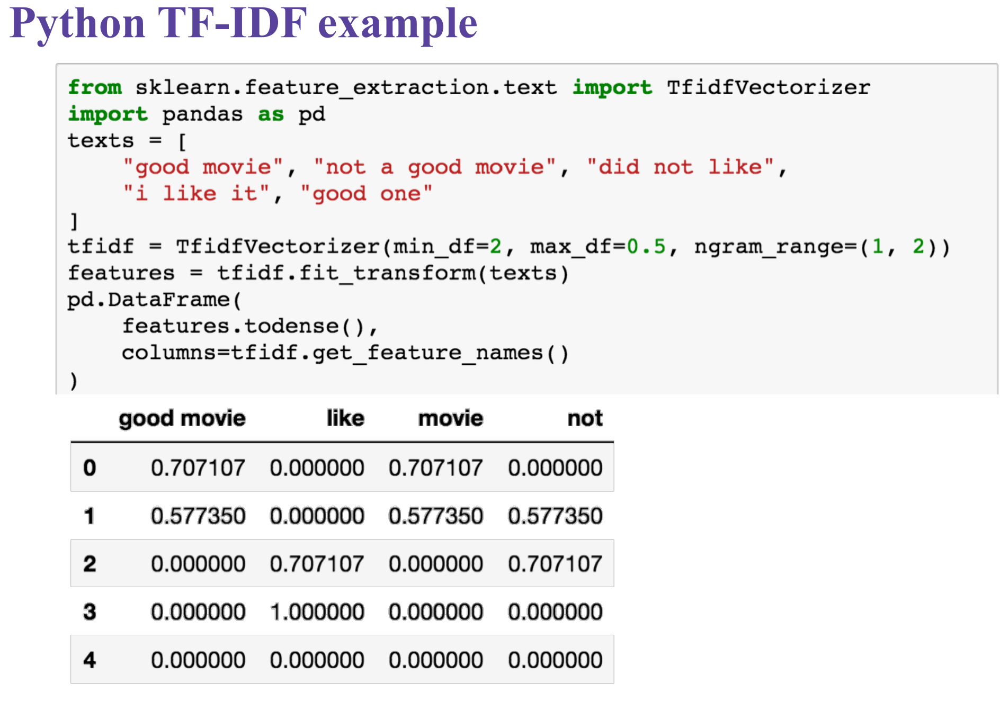 Python TF-IDF example
from sklearn.feature_extraction.text import TfidfVectorizer
import pandas as pd
texts = [
    "good movie", "not a good movie", "did not like",
    "i like it", "good one"
]
tfidf = TfidfVectorizer(min_df=2, max_df=0.5, ngram_range=(1, 2))
features = tfidf.fit_transform(texts)
pd.DataFrame(
    features.todense(),
    columns=tfidf.get_feature_names()
)
good movie like movie not
0 0.707107 0.000000 0.707107 0.000000
1 0.577350 0.000000 0.577350 0.577350
2 0.000000 0.707107 0.000000 0.707107
3 0.000000 1.000000 0.000000 0.000000
4 0.000000 0.000000 0.000000 0.000000